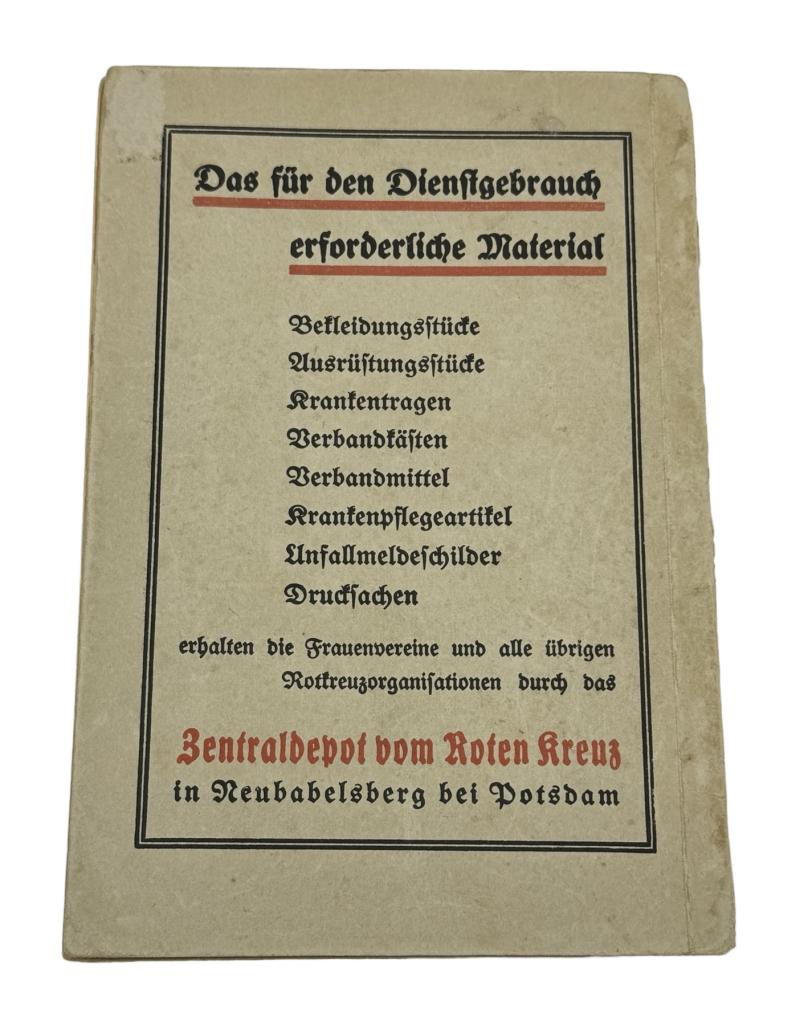 Das für den Dienstgebrauch
erforderliche Material
Bekleidungsstücke
Ausrüstungsstücke
Krankentragen
Verbandkästen
Verbandmittel
Krankenpflegeartikel
Unfallmeldeschilder
Drucksachen
erhalten die Frauenvereine und alle übrigen
Rotkreuzorganisationen durch das
Zentraldepot vom Roten Kreuz
in Neubabelsberg bei Potsdam